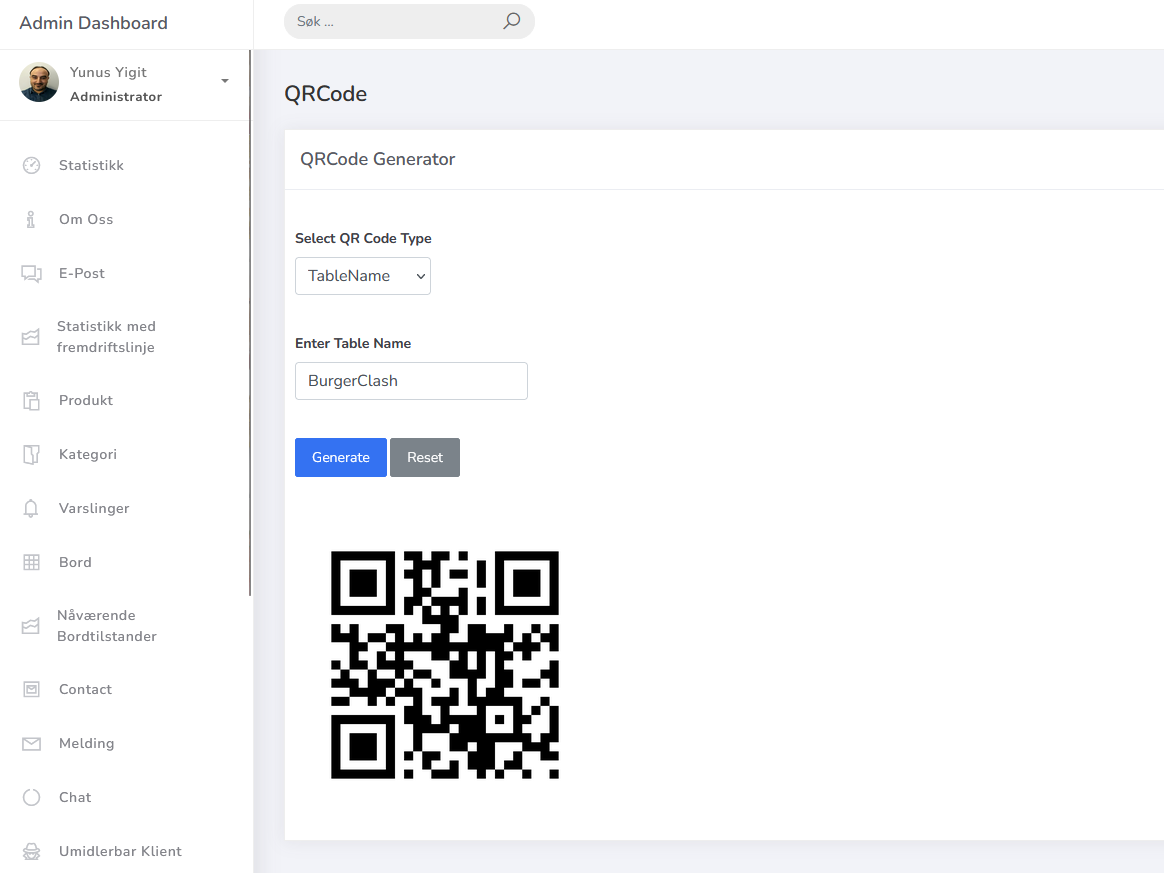 Admin Dashboard
Søk ...
Yunus Yigit
Administrator
QRCode
QRCode Generator
Statistikk
Om Oss
E-Post
Statistikk med
fremdriftslinje
Produkt
Kategori
Varslinger
Bord
Nåværende
Bordtilstander
Contact
Melding
Chat
Umidlerbar Klient
Select QR Code Type
TableName
Enter Table Name
BurgerClash
Generate Reset